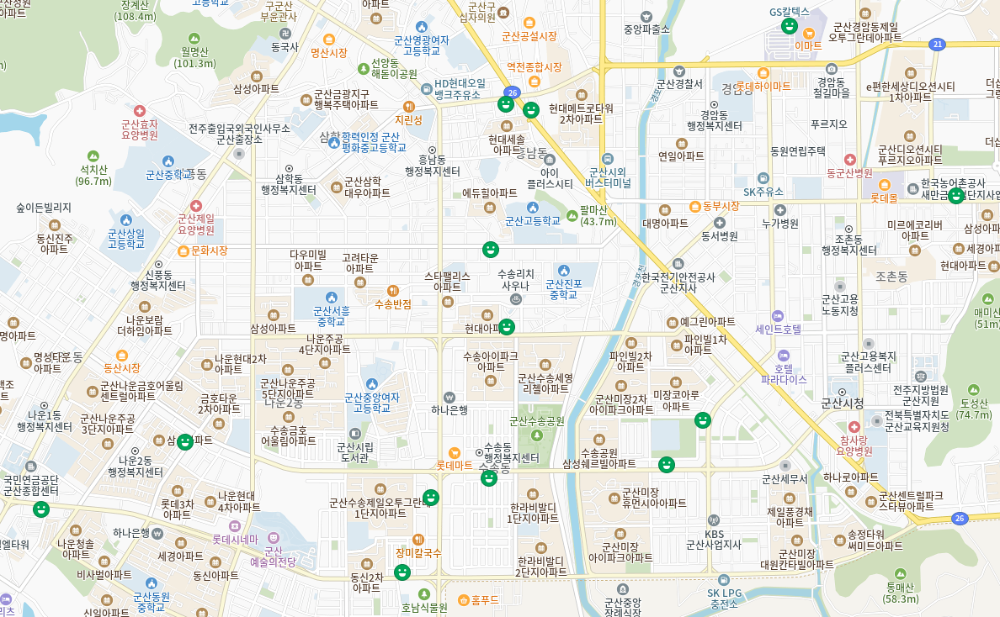 장계산
(108.4m)
구군산
부윤관사
동국사
월명산
(101.3m)
명산시장
아파트
군산영광여자
고등학교
군산구
십자의원
군산공설시장
중앙파출소
GS칼텍스
이마트
군산경암동제일
오투그란데아파트
21
선양동
해돋이공원
역전종합시장
HD현대오일
뱅크주유소
26
삼성아파트
군산금광지구
행복주택아파트
지린성
현대메트로타워
2차아파트
군산경찰서
롯데하이마트
경암동
철길마을
e편한세상디오션시티
1차아파트
경암동
행정복지센터
푸르지오
군산효자
요양병원
전주출입국외국인사무소
군산출장소
학력인정 군산
평화중고등학교
현대세솔
아파트
흥남동
흥남동
행정복지센터
아이
플러스시티
군산시외
버스터미널
연일아파트
동원연립주택
군산디오션시티
푸르지오아파트
석치산
(96.7m)
군산중학교
삼학동
행정복지센터
군산삼학
대우아파트
에듀힐아파트
군산고등학교
팔마산
(43.7m)
SK주유소
동군산병원
롯데몰
한국농어촌공사
동부시장
대명아파트
동서병원
누가병원
숲이든빌리지
동신진주
아파트
군산상일
고등학교
군산제일
요양병원
문화시장
신풍동
행정복지센터
다우미빌
아파트
고려타운
아파트
스타팰리스
아파트
수송리치
사우나
군산진포
중학교
한국전기안전공사
군산지사
조촌동
행정복지센터
미르에코리버
아파트
세경아파
현대아파트
조촌동
군산고용
노동지청
매미산
(51m)
수송반점
군산서흥
중학교
나운보람
더하임아파트
삼성아파트
현대아파
예그린아파트
세인트호텔
나운주공
4단지아파트
파인빌1차
아파트
파인빌2차
아파트
수송아이파크
아파트
군산수송세영
리첼아파트
호텔
파라다이스
군산고용복지
플러스센터
동산시장
나운현대2차
아파트
군산나운금호어울림
센트럴아파트
군산나운주공
5단지아파트
나운2동
금호타운
2차아파트
군산중앙여자
고등학교
하나은행
군산미장2차
아이파크아파트
미장코아루
아파트
군산시청
전주지방법원
군산지원
토성산
(74.7m)
전북특별자치도
군산교육지원청
나운1동
행정복지센터
군산나운주공
3단지아파트
수송금호
어울림아파트
군산시립
도서관
군산수송공원
참사랑
요양병원
나운2동
행정복지센터
롯데마트
수송동
행정복지센터
수송동
수송공원
삼성쉐르빌아파트
군산세무서
하나로아파트
국민연금공단
군산종합센터
롯데3차
아파트
나운현대
4차아파트
군산수송제일오투그란데
1단지아파트
한라비발디
1단지아파트
군산미장
휴먼시아아파트
제일풍경채
아파트
군산센트럴파크
스타뷰아파트
26
하나은행
롯데시네마
군산
예술의전당
나운청솔
아파트
세경아파트
장미칼국수
KBS
군산사업지사
군산미장
아이파크아파트
군산미장
대원칸타빌아파트
송정타워
써미트아파트
비사벌아파트
동신아파트
동신2차
아파트
한라비발디
2단지아파트
통매산
(58.3m)
군산동원
중학교
신일아파트
호남식물원
홈푸드
군산중앙
장례식장
SK LPG
충전소